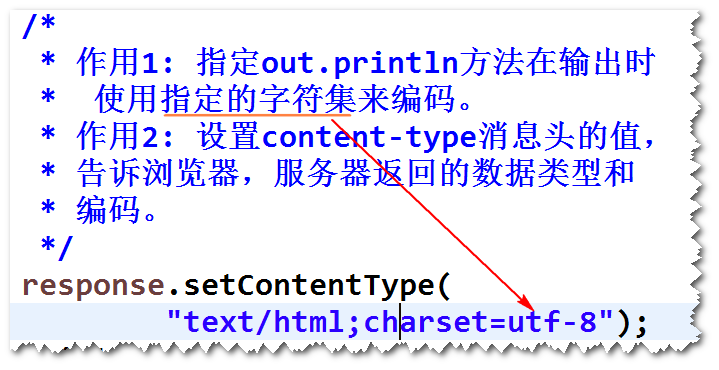 /*
* 作用1: 指定out.println方法在输出时
*  使用指定的字符集来编码。
* 作用2: 设置content-type消息头的值，
* 告诉浏览器，服务器返回的数据类型和
* 编码。
*/
response.setContentType(
"text/html;charset=utf-8");